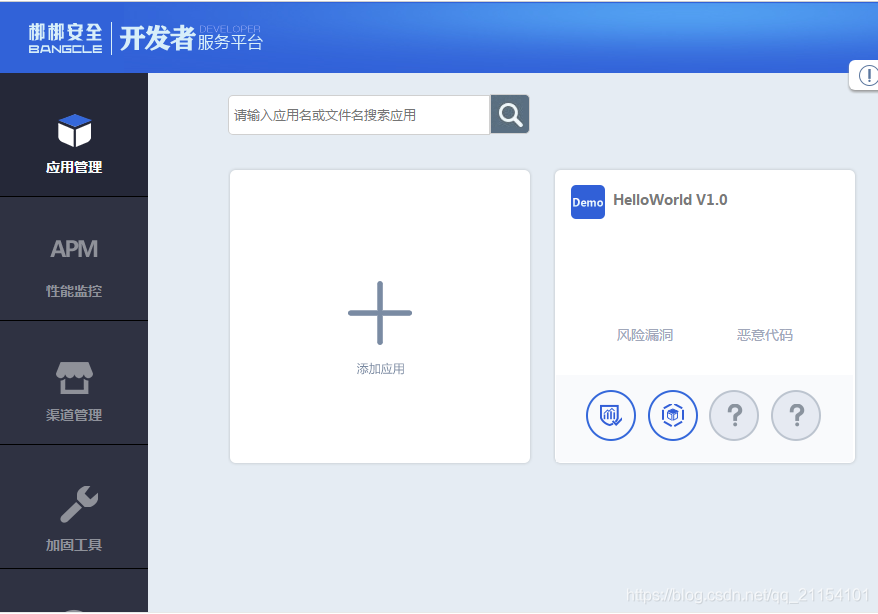 梆梆安全
BANGCLE
开发者
DEVELOPER
服务平台
!
请输入应用名或文件名搜索应用
应用管理
APM
性能监控
渠道管理
加固工具
添加应用
Demo
HelloWorld V1.0
风险漏洞
恶意代码
?
?
https://blog.csdn.net/qq_21154101